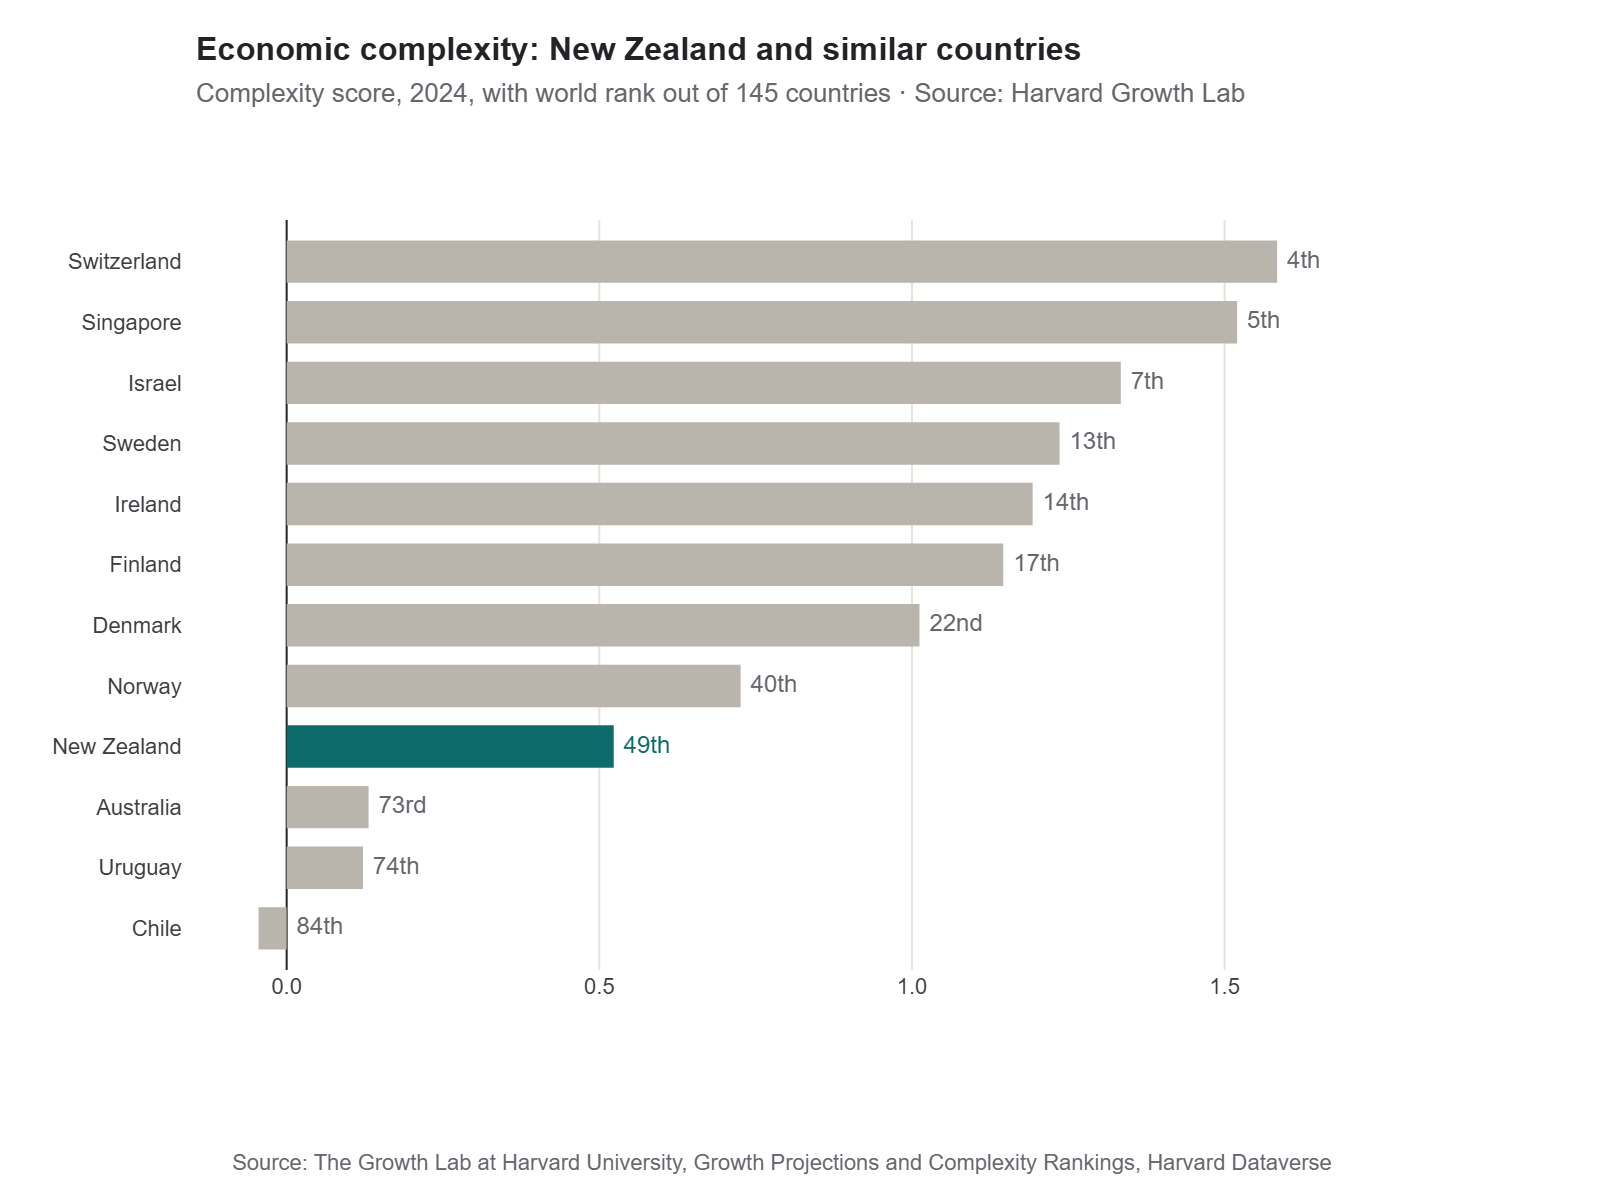 Economic complexity: New Zealand and similar countries
Complexity score, 2024, with world rank out of 145 countries · Source: Harvard Growth Lab
Switzerland 4th
Singapore 5th
Israel 7th
Sweden 13th
Ireland 14th
Finland 17th
Denmark 22nd
Norway 40th
New Zealand 49th
Australia 73rd
Uruguay 74th
Chile 84th
0.0 0.5 1.0 1.5
Source: The Growth Lab at Harvard University, Growth Projections and Complexity Rankings, Harvard Dataverse